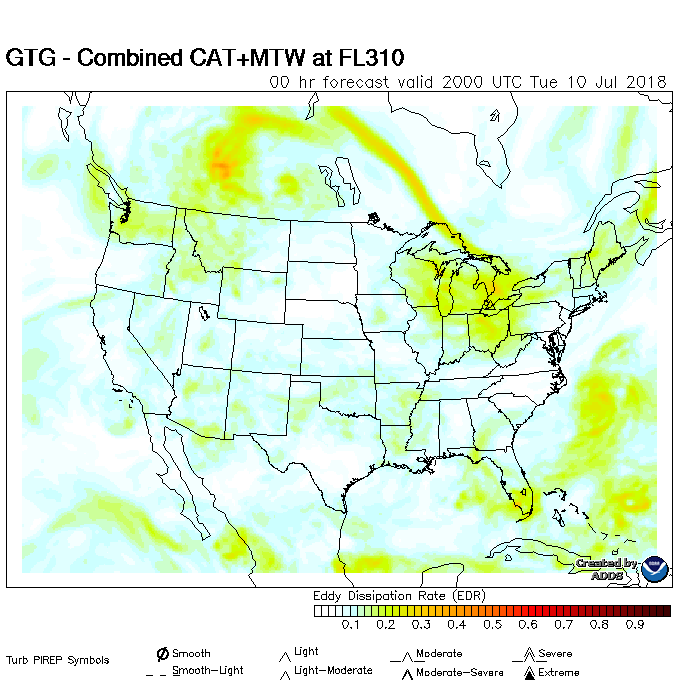 GTG - Combined CAT+MTW at FL310
00 hr forecast valid 2000 UTC Tue 10 Jul 2018
Created by
ADDS
Eddy Dissipation Rate (EDR)
0.1 0.2 0.3 0.4 0.5 0.6 0.7 0.8 0.9
Turb PIREP Symbols
Smooth Light Moderate Severe
Smooth-Light Light-Moderate Moderate-Severe Extreme